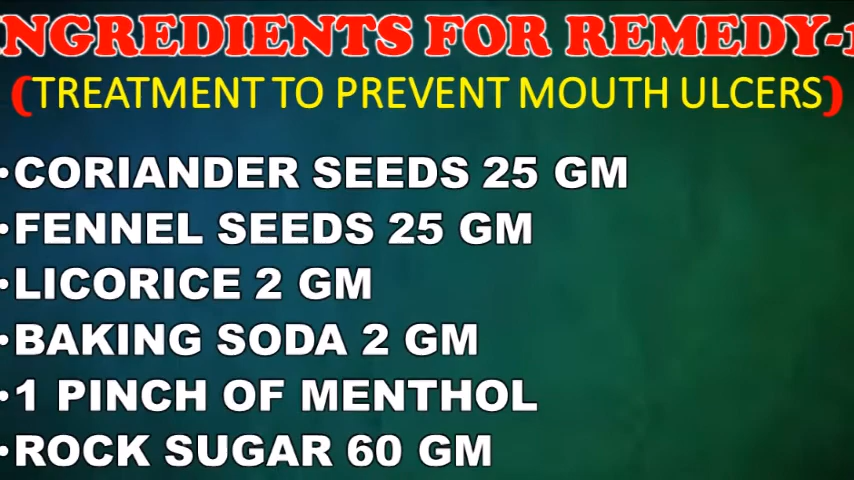 INGREDIENTS FOR REMEDY-1
(TREATMENT TO PREVENT MOUTH ULCERS)
•CORIANDER SEEDS 25 GM
•FENNEL SEEDS 25 GM
•LICORICE 2 GM
•BAKING SODA 2 GM
•1 PINCH OF MENTHOL
•ROCK SUGAR 60 GM